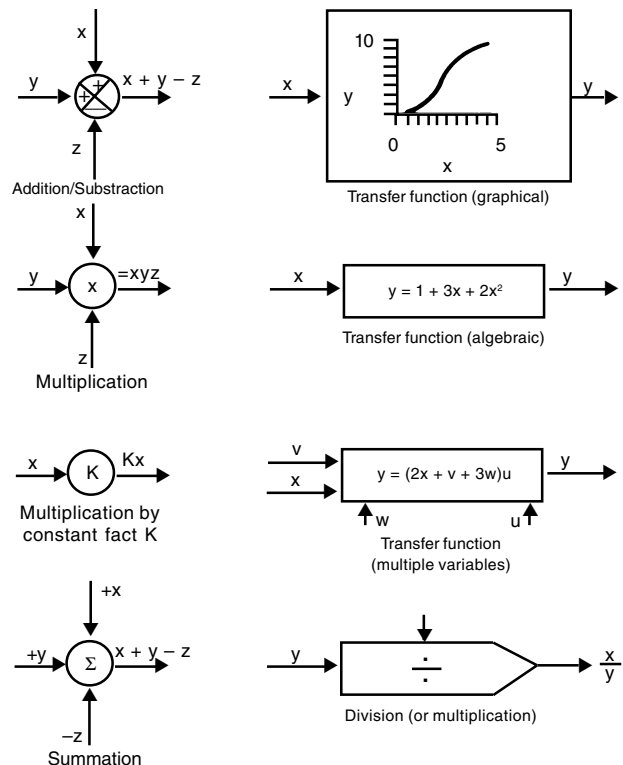 x
y
+
+
—
x + y – z
z
Addition/Substraction
x
10
y
0
5
x
y
Transfer function (graphical)
x
y
x
=xyz
z
Multiplication
x
y = 1 + 3x + 2x²
y
Transfer function (algebraic)
x
K
Kx
Multiplication by
constant fact K
v
x
y = (2x + v + 3w)u
y
w
u
Transfer function
(multiple variables)
+x
+y
Σ
x + y – z
–z
Summation
y
÷
x
y
Division (or multiplication)